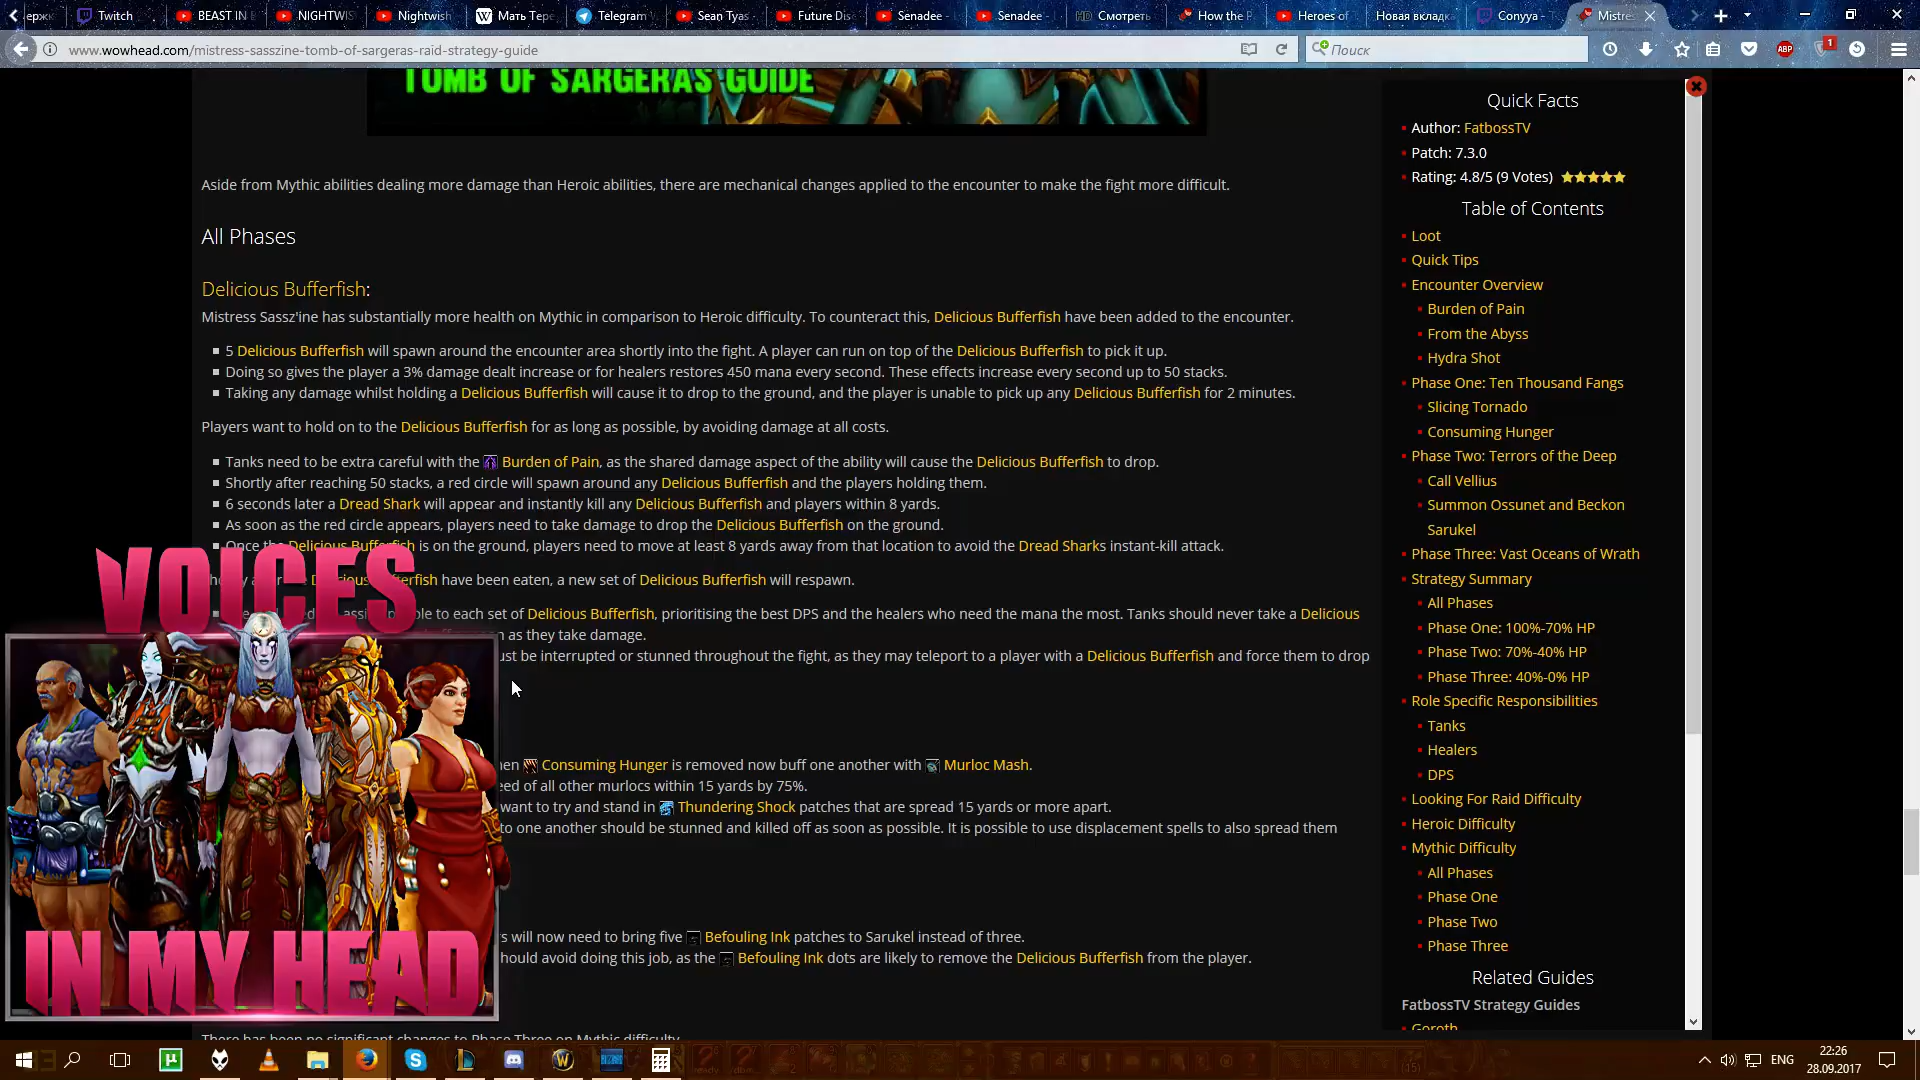 ержк
Twitch
BEAST IN
NIGHTWIS
Nightwish
Мать Тере
Telegram
Sean Tyas
Future Dis
Senadee -
Senadee -
HD Смотреть
How the P
Heroes of
Новая вкладка
Conyya - T
Mistres
www.wowhead.com/mistress-sasszine-tomb-of-sargeras-raid-strategy-guide
Поиск
ABP
1
TOMB OF SARGERAS GUIDE
Aside from Mythic abilities dealing more damage than Heroic abilities, there are mechanical changes applied to the encounter to make the fight more difficult.
All Phases
Delicious Bufferfish:
Mistress Sassz'ine has substantially more health on Mythic in comparison to Heroic difficulty. To counteract this, Delicious Bufferfish have been added to the encounter.
5 Delicious Bufferfish will spawn around the encounter area shortly into the fight. A player can run on top of the Delicious Bufferfish to pick it up.
Doing so gives the player a 3% damage dealt increase or for healers restores 450 mana every second. These effects increase every second up to 50 stacks.
Taking any damage whilst holding a Delicious Bufferfish will cause it to drop to the ground, and the player is unable to pick up any Delicious Bufferfish for 2 minutes.
Players want to hold on to the Delicious Bufferfish for as long as possible, by avoiding damage at all costs.
Tanks need to be extra careful with the Burden of Pain, as the shared damage aspect of the ability will cause the Delicious Bufferfish to drop.
Shortly after reaching 50 stacks, a red circle will spawn around any Delicious Bufferfish and the players holding them.
6 seconds later a Dread Shark will appear and instantly kill any Delicious Bufferfish and players within 8 yards.
As soon as the red circle appears, players need to take damage to drop the Delicious Bufferfish on the ground.
Once the Delicious Bufferfish is on the ground, players need to move at least 8 yards away from that location to avoid the Dread Sharks instant-kill attack.
have been eaten, a new set of Delicious Bufferfish will respawn.
to each set of Delicious Bufferfish, prioritising the best DPS and the healers who need the mana the most. Tanks should never take a Delicious
as they take damage.
ust be interrupted or stunned throughout the fight, as they may teleport to a player with a Delicious Bufferfish and force them to drop
hen Consuming Hunger is removed now buff one another with Murloc Mash.
eed of all other murlocs within 15 yards by 75%.
want to try and stand in Thundering Shock patches that are spread 15 yards or more apart.
to one another should be stunned and killed off as soon as possible. It is possible to use displacement spells to also spread them
s will now need to bring five Befouling Ink patches to Sarukel instead of three.
hould avoid doing this job, as the Befouling Ink dots are likely to remove the Delicious Bufferfish from the player.
There has been no significant changes to Phase Three on Mythic difficulty.
VOICES
IN MY HEAD
Quick Facts
Author: FatbossTV
Patch: 7.3.0
Rating: 4.8/5 (9 Votes)
Table of Contents
Loot
Quick Tips
Encounter Overview
Burden of Pain
From the Abyss
Hydra Shot
Phase One: Ten Thousand Fangs
Slicing Tornado
Consuming Hunger
Phase Two: Terrors of the Deep
Call Vellius
Summon Ossunet and Beckon
Sarukel
Phase Three: Vast Oceans of Wrath
Strategy Summary
All Phases
Phase One: 100%-70% HP
Phase Two: 70%-40% HP
Phase Three: 40%-0% HP
Role Specific Responsibilities
Tanks
Healers
DPS
Looking For Raid Difficulty
Heroic Difficulty
Mythic Difficulty
All Phases
Phase One
Phase Two
Phase Three
Related Guides
FatbossTV Strategy Guides
Goroth
ENG
22:26
28.09.2017